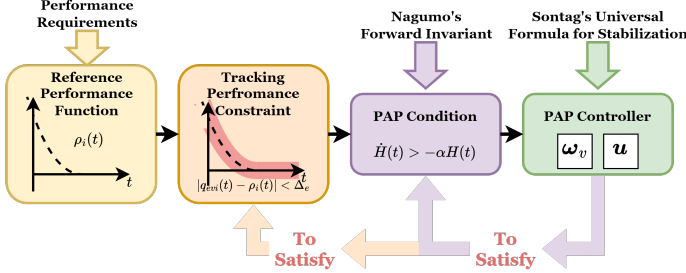 Performance
Requirements
Nagumo's
Forward Invariant
Sontag's Universal
Formula for Stabilization
Reference
Performance
Function
ρᵢ(t)
t
Tracking
Perfromance
Constraint
t
|qₑᵥᵢ(t) − ρᵢ(t)| < Δₑ
PAP Condition
Ḣ(t) > −αH(t)
PAP Controller
ωᵥ
u
To
Satisfy
To
Satisfy